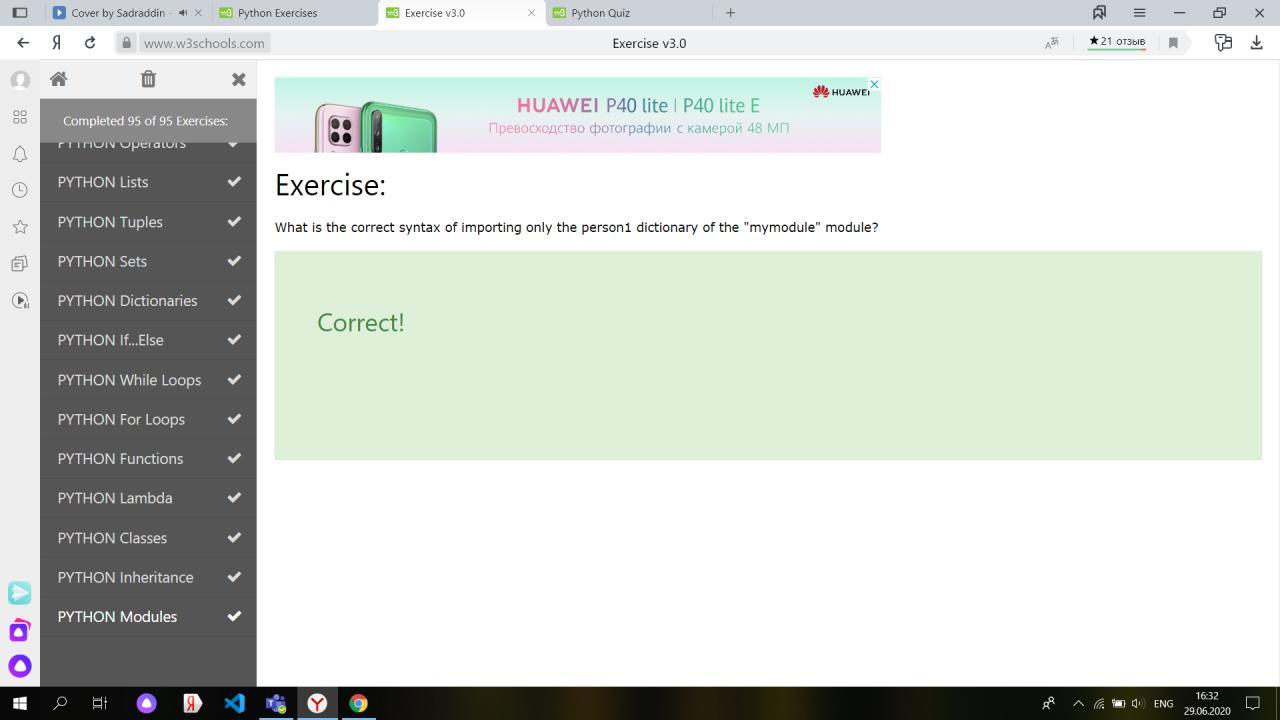 Cover by Sadraddin -
Python Exercises
Exercise v3.0
Python Quiz
Я
www.w3schools.com
Exercise v3.0
★21 отзыв
Completed 95 of 95 Exercises:
PYTHON Operators
PYTHON Lists
PYTHON Tuples
PYTHON Sets
PYTHON Dictionaries
PYTHON If...Else
PYTHON While Loops
PYTHON For Loops
PYTHON Functions
PYTHON Lambda
PYTHON Classes
PYTHON Inheritance
PYTHON Modules
HUAWEI P40 lite | P40 lite E
Превосходство фотографии с камерой 48 МП
HUAWEI
Exercise:
What is the correct syntax of importing only the person1 dictionary of the "mymodule" module?
Correct!
ENG
16:32
29.06.2020